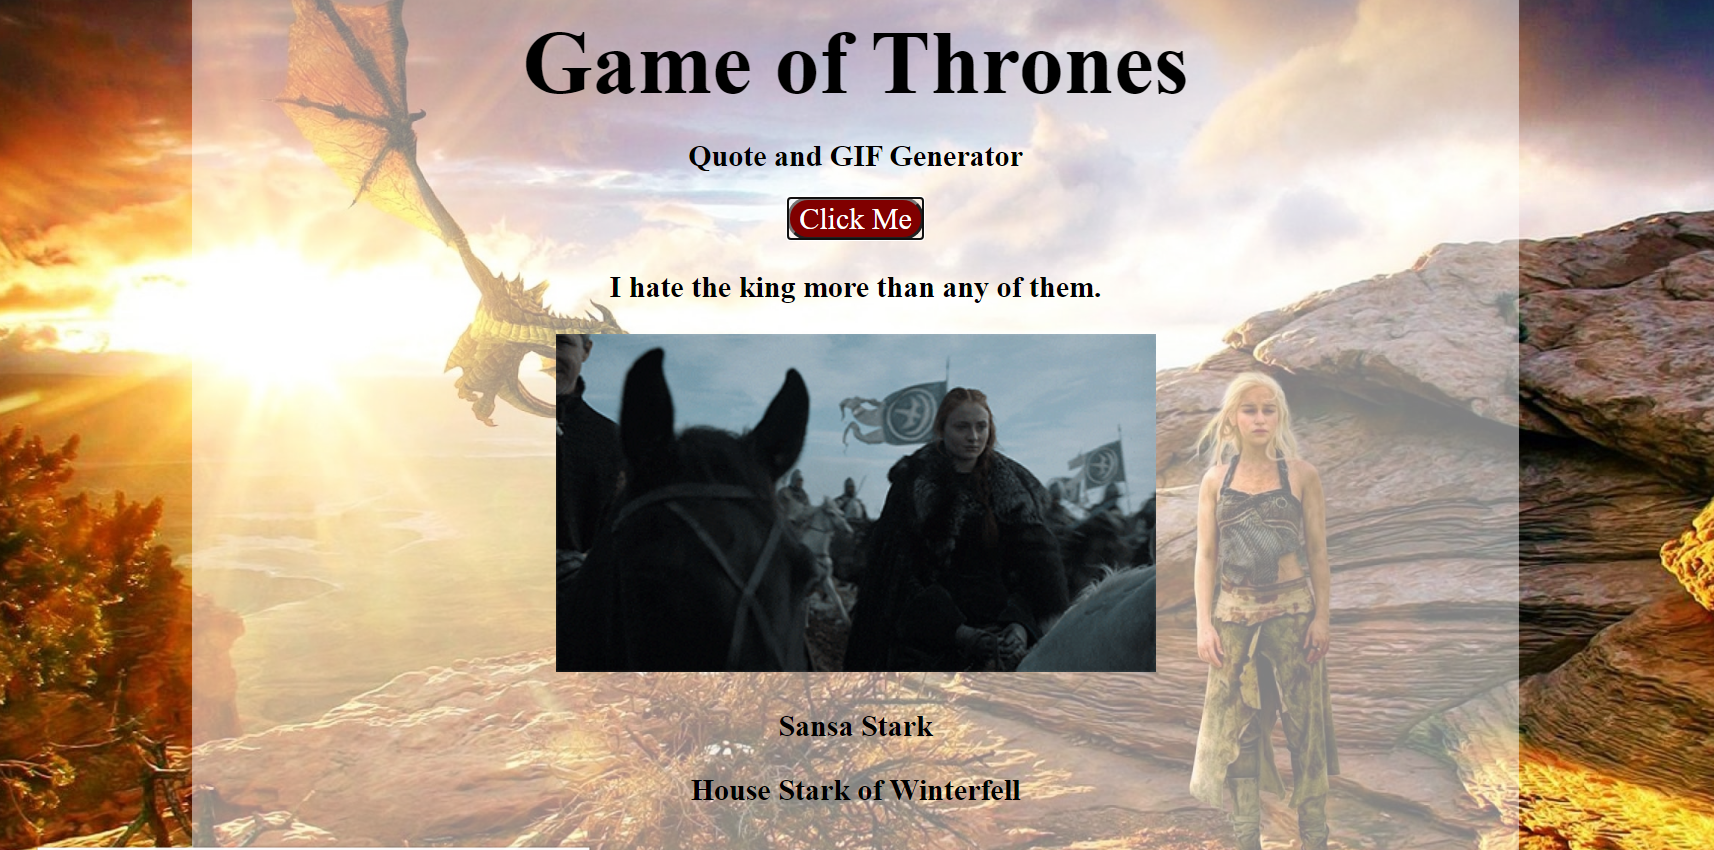 Game of Thrones
Quote and GIF Generator
Click Me
I hate the king more than any of them.
Sansa Stark
House Stark of Winterfell